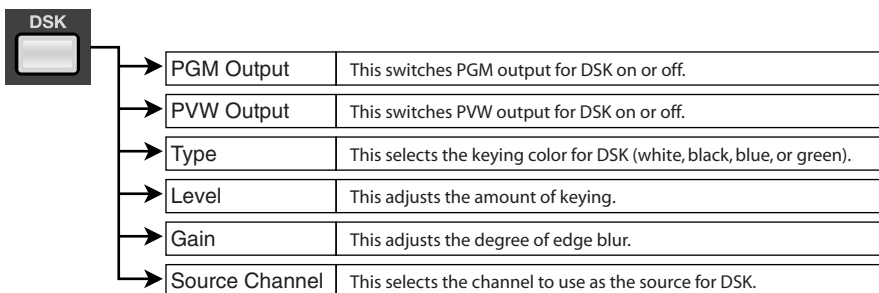 DSK
PGM Output This switches PGM output for DSK on or off.
PVW Output This switches PVW output for DSK on or off.
Type This selects the keying color for DSK (white, black, blue, or green).
Level This adjusts the amount of keying.
Gain This adjusts the degree of edge blur.
Source Channel This selects the channel to use as the source for DSK.